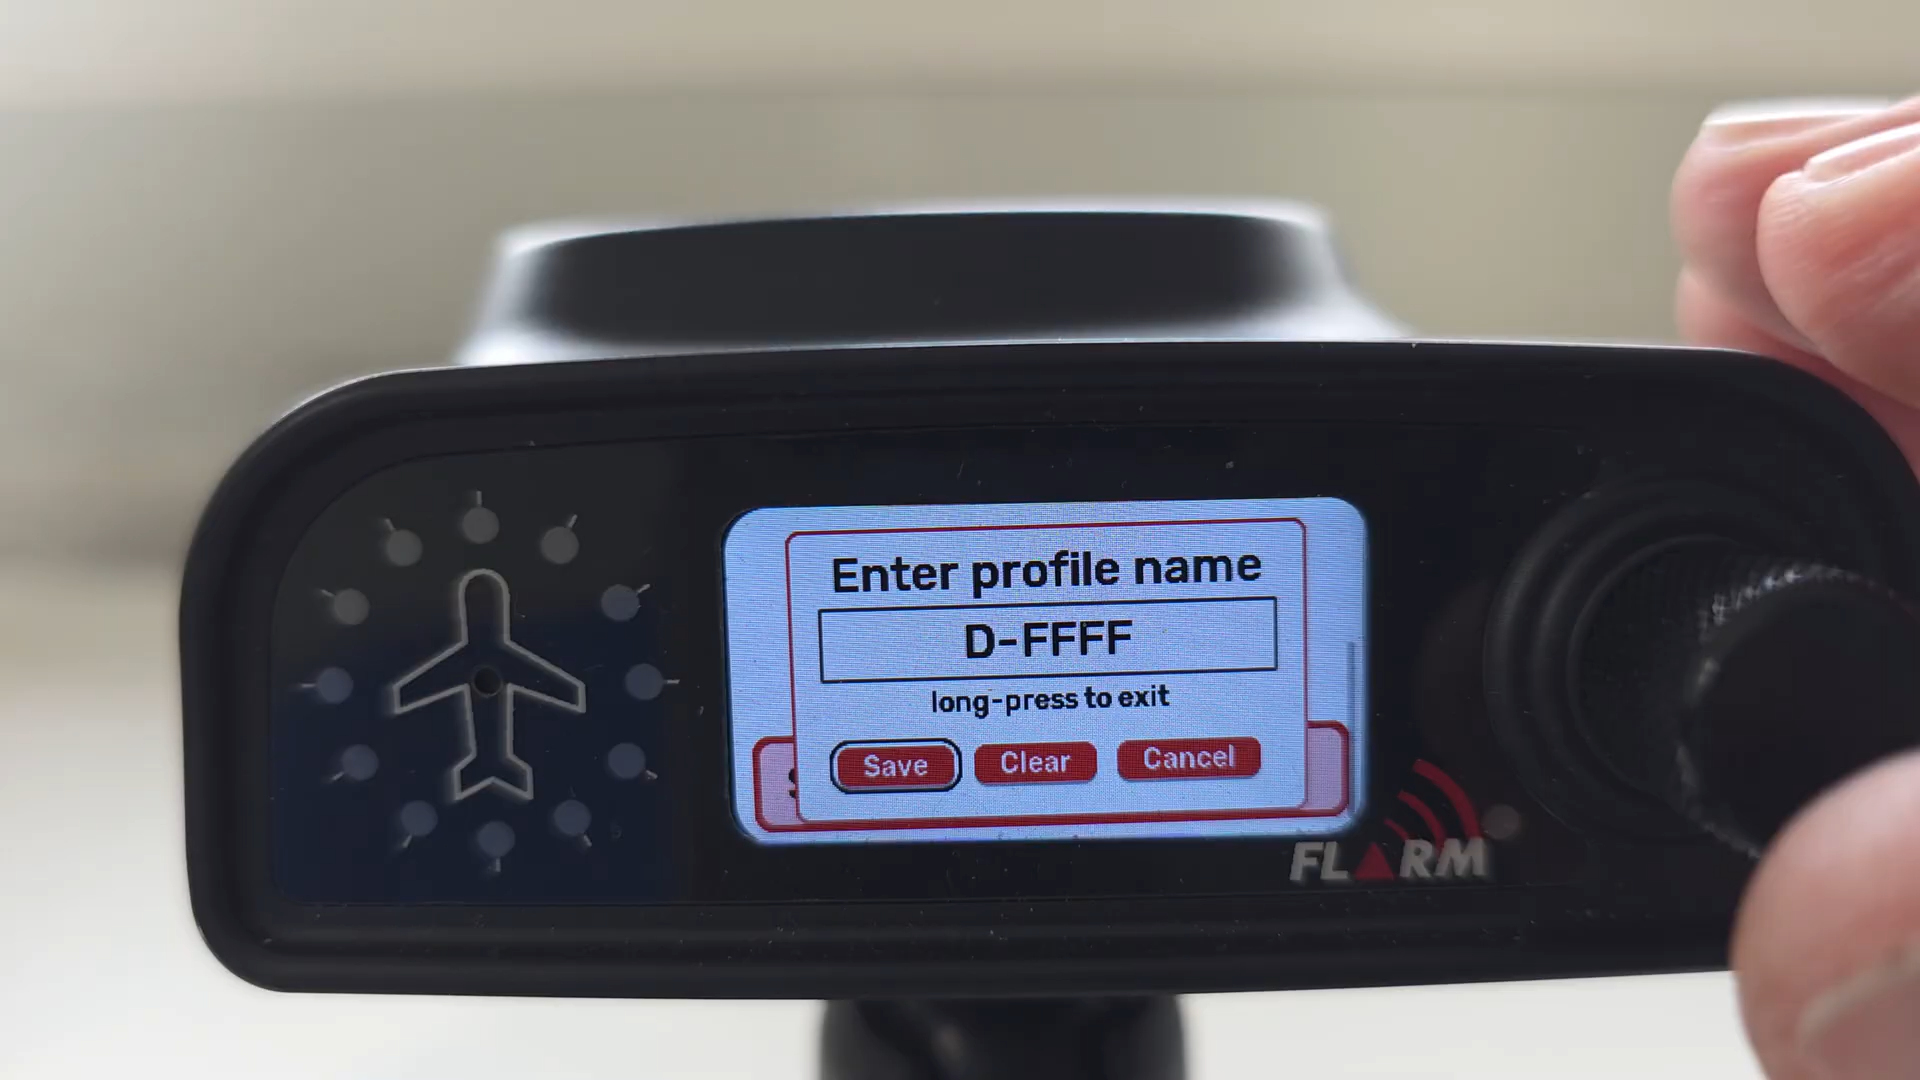 Enter profile name
D-FFFF
long-press to exit
Save Clear Cancel
FLARM